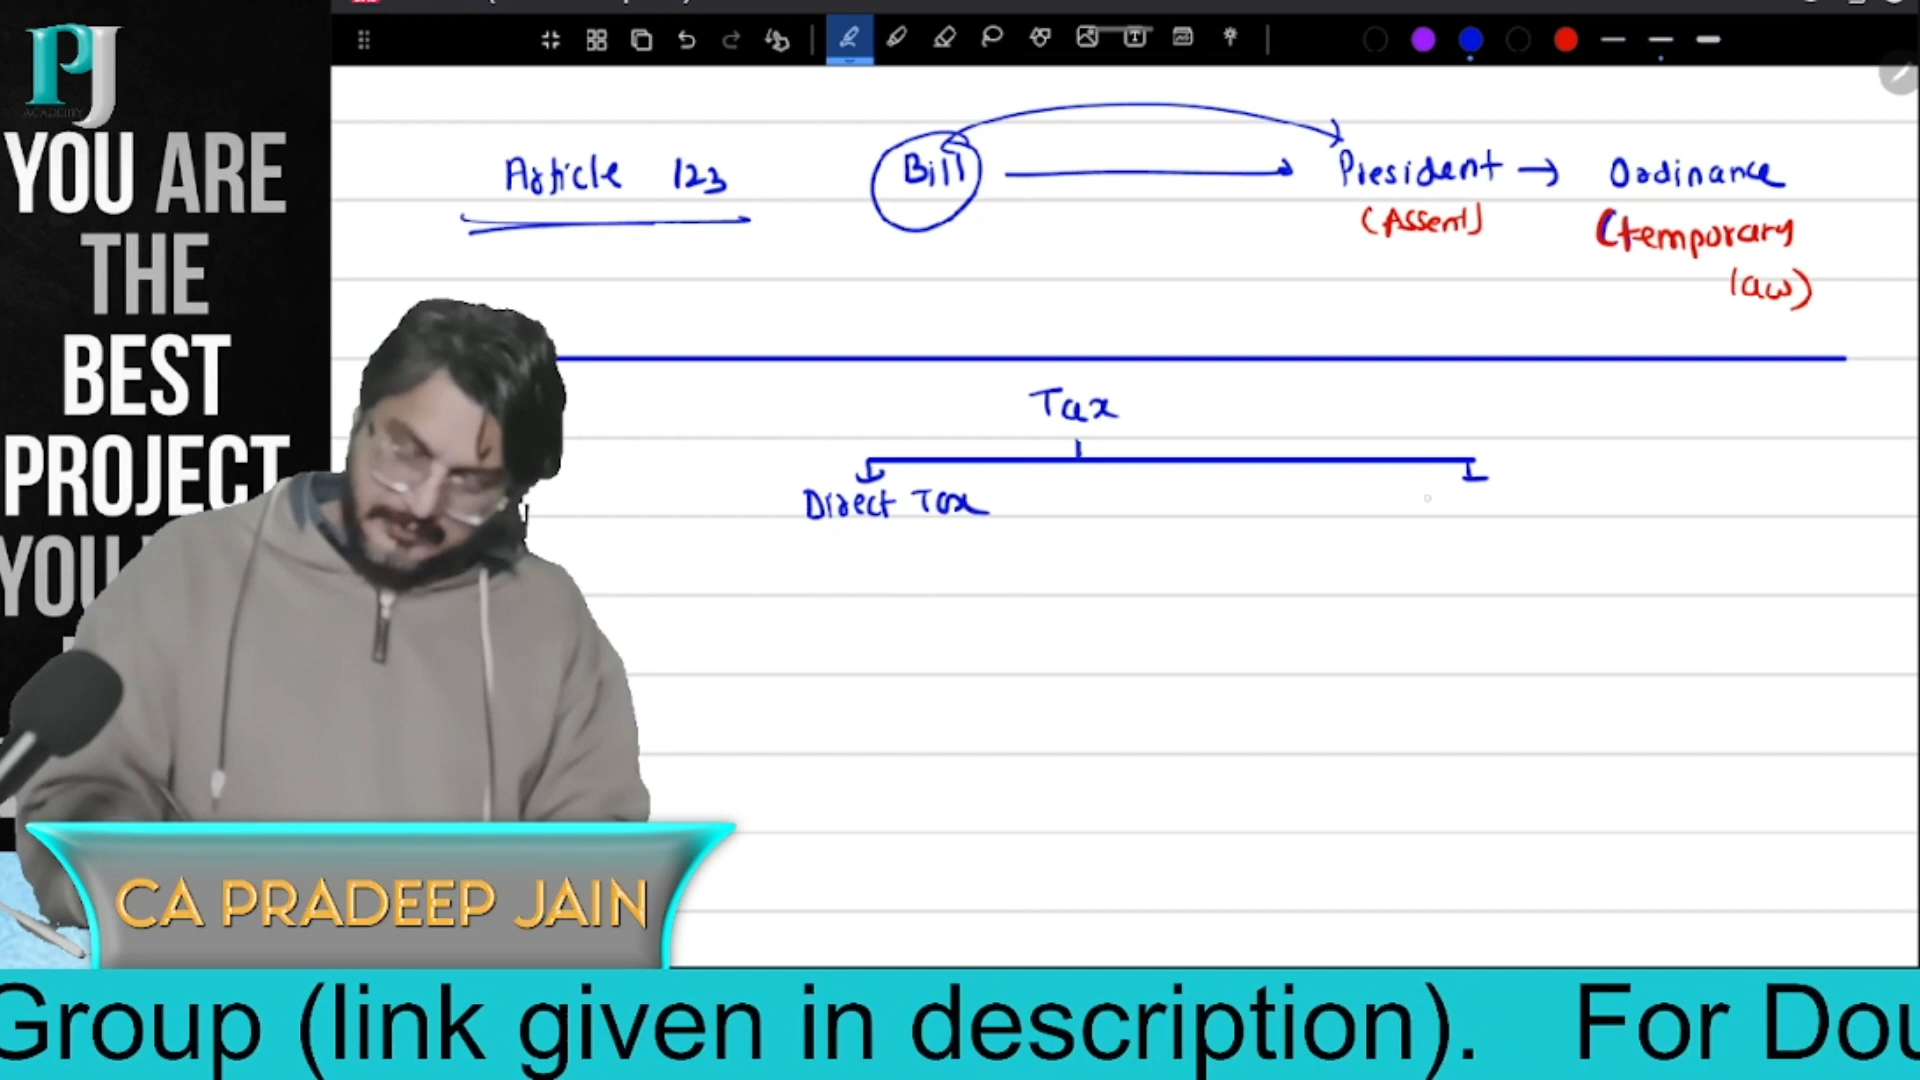 PJ
ACADEMY
YOU ARE
THE
BEST
PROJECT
Article 123
Bill
President → Ordinance
(Assent)
(temporary
law)
Tax
Direct Tax
CA PRADEEP JAIN
Group (link given in description). For Dou